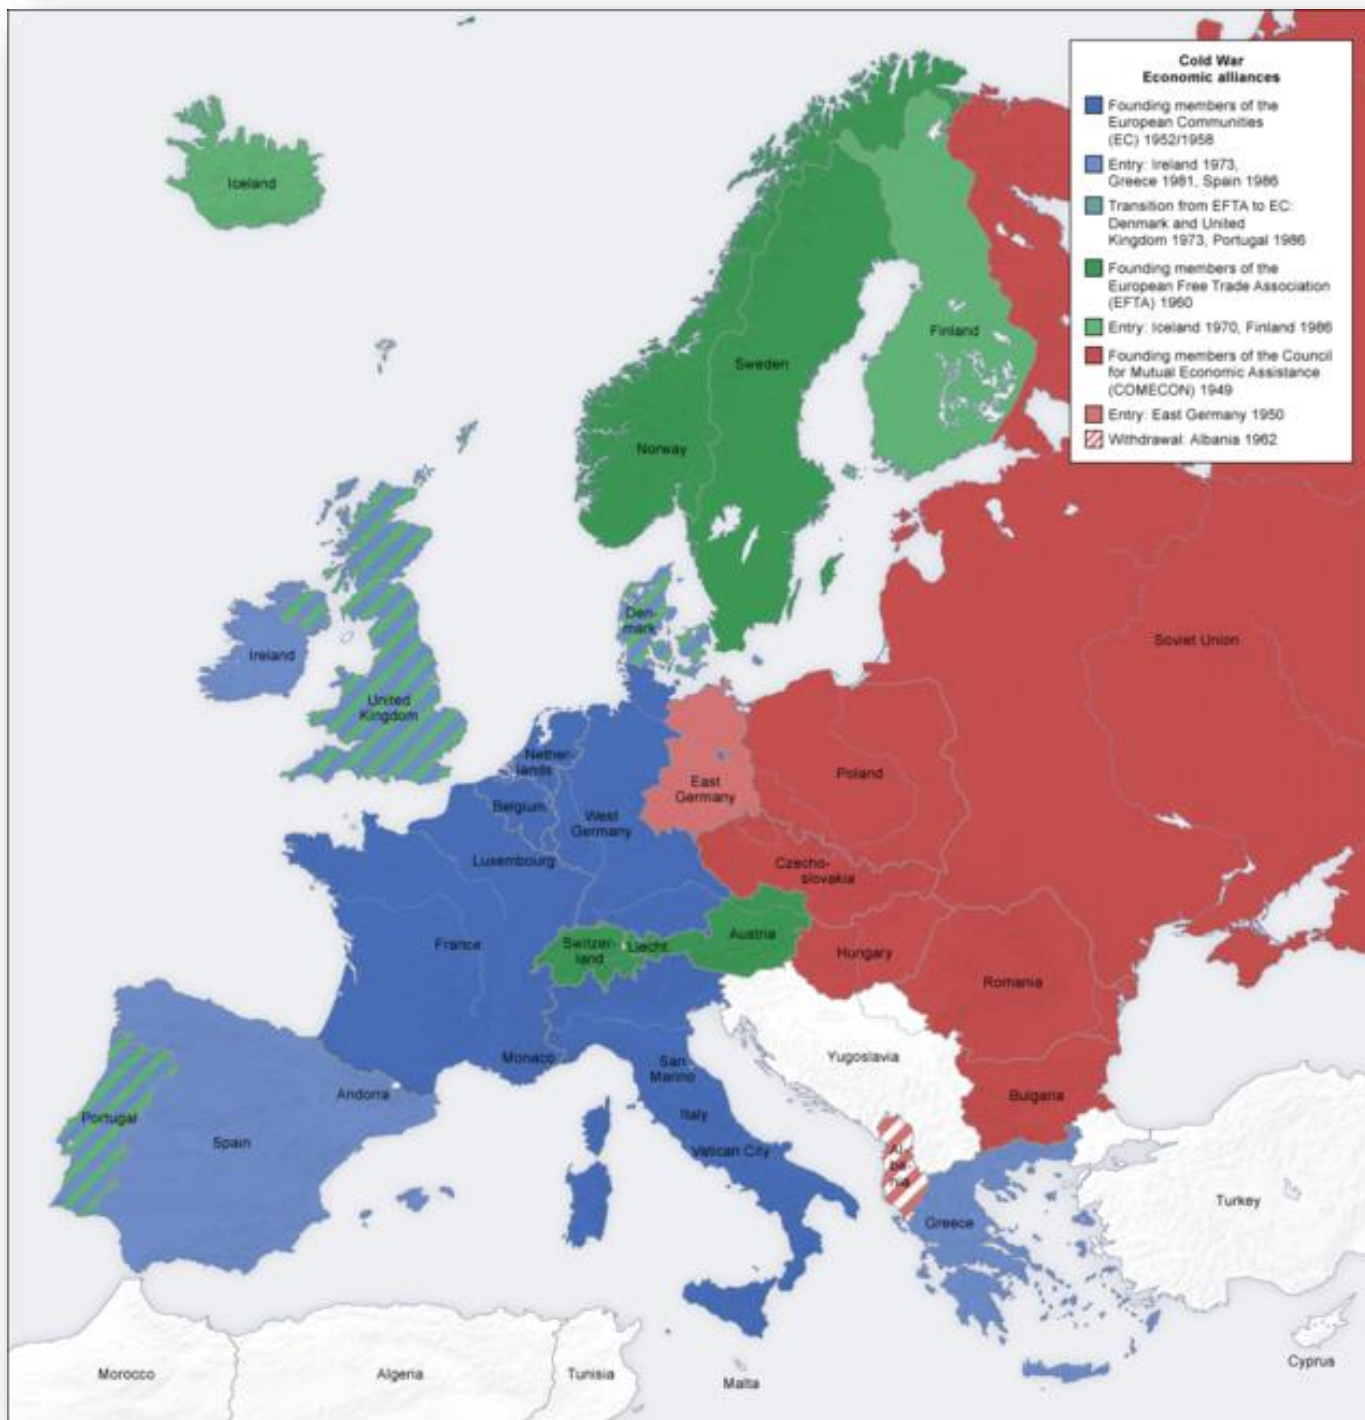 Cold War
Economic alliances
Founding members of the
European Communities
(EC) 1952/1958
Entry: Ireland 1973,
Greece 1981, Spain 1986
Transition from EFTA to EC:
Denmark and United
Kingdom 1973, Portugal 1986
Founding members of the
European Free Trade Association
(EFTA) 1960
Entry: Iceland 1970, Finland 1986
Founding members of the Council
for Mutual Economic Assistance
(COMECON) 1949
Entry: East Germany 1950
Withdrawal: Albania 1962
Iceland
Finland
Sweden
Norway
Den-
mark
Soviet Union
Ireland
United
Kingdom
Nether-
lands
Belgium
West
Germany
East
Germany
Poland
Luxembourg
Czecho-
slovakia
France
Switzer-
land
Liecht
Austria
Hungary
Romania
Monaco
San
Marino
Yugoslavia
Andorra
Bulgaria
Portugal
Spain
Italy
Vatican City
Al-
ba-
nia
Greece
Turkey
Morocco
Algeria
Tunisia
Malta
Cyprus